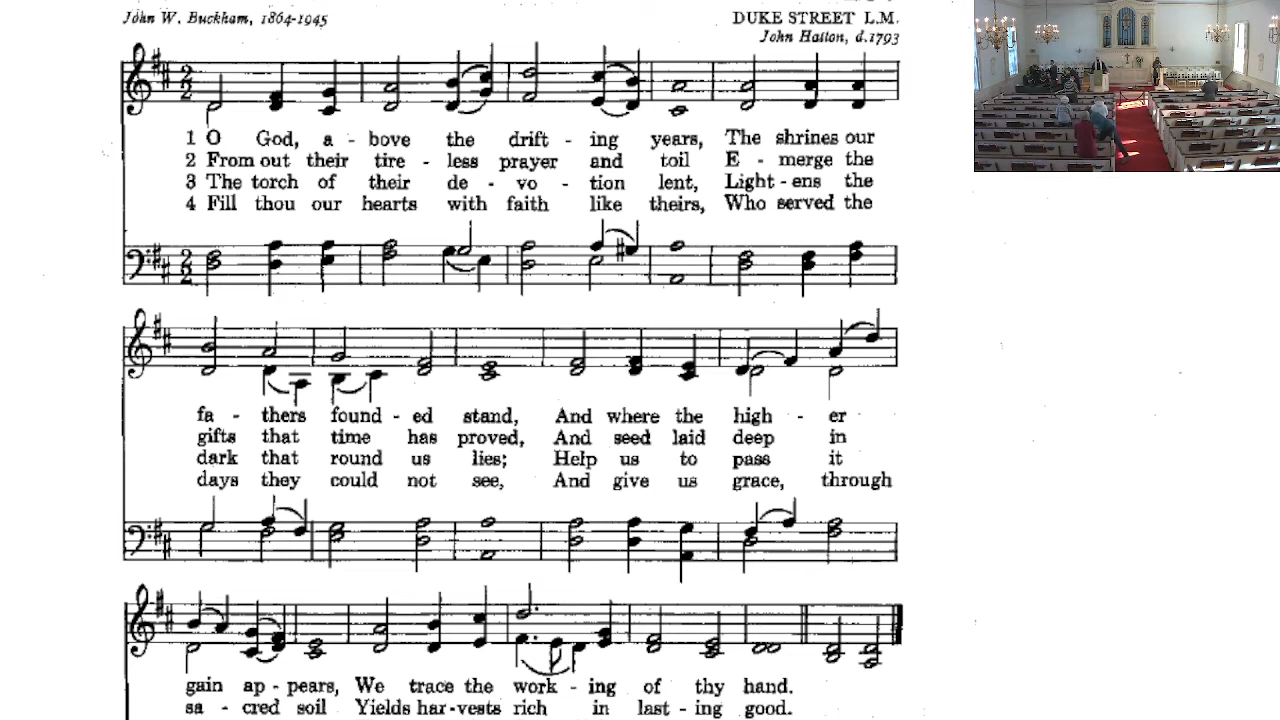 John W. Buckham, 1864-1945
DUKE STREET L.M.
John Hatton, d.1793
1 O God, a - bove the drift - ing years, The shrines our
2 From out their tire - less prayer and toil E - merge the
3 The torch of their de - vo - tion lent, Light - ens the
4 Fill thou our hearts with faith like theirs, Who served the
fa - thers found - ed stand, And where the high - er
gifts that time has proved, And seed laid deep in
dark that round us lies; Help us to pass it
days they could not see, And give us grace, through
gain ap - pears, We trace the work - ing of thy hand.
sa - cred soil Yields har - vests rich in last - ing good.